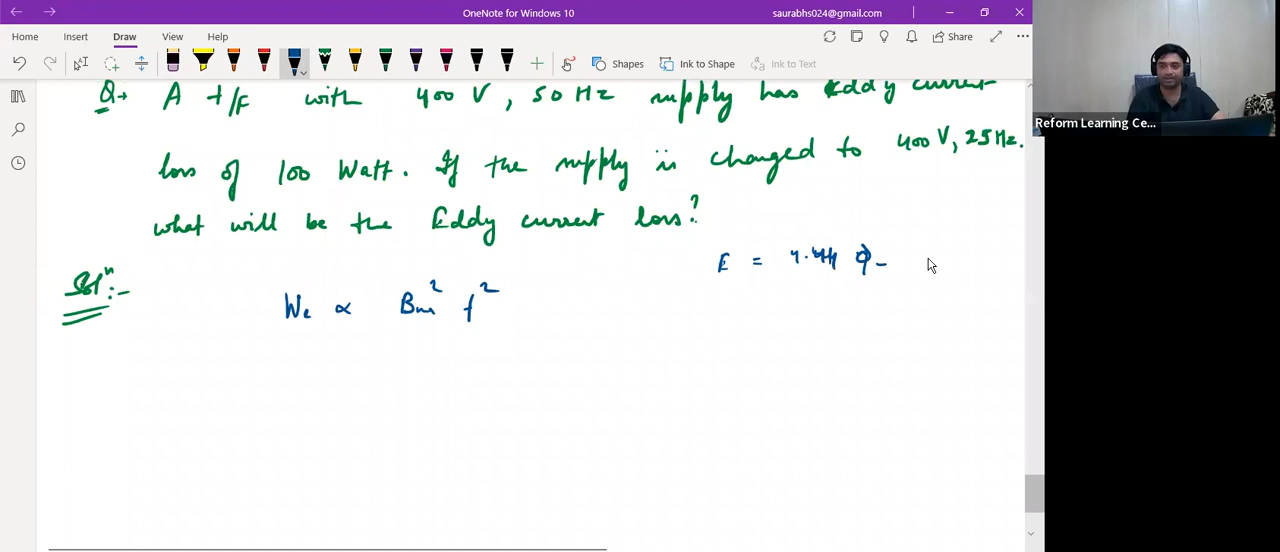 OneNote for Windows 10
saurabhs024@gmail.com
Home Insert Draw View Help
Share
Shapes Ink to Shape Ink to Text
Reform Learning Ce...
Q→ A T/F with 400 V, 50 Hz supply has Eddy current
loss of 100 Watt. If the supply is changed to 400 V, 25 Hz.
what will be the Eddy current loss?
Solⁿ:-
E = 4.44 Φ
We ∝ Bm² f²